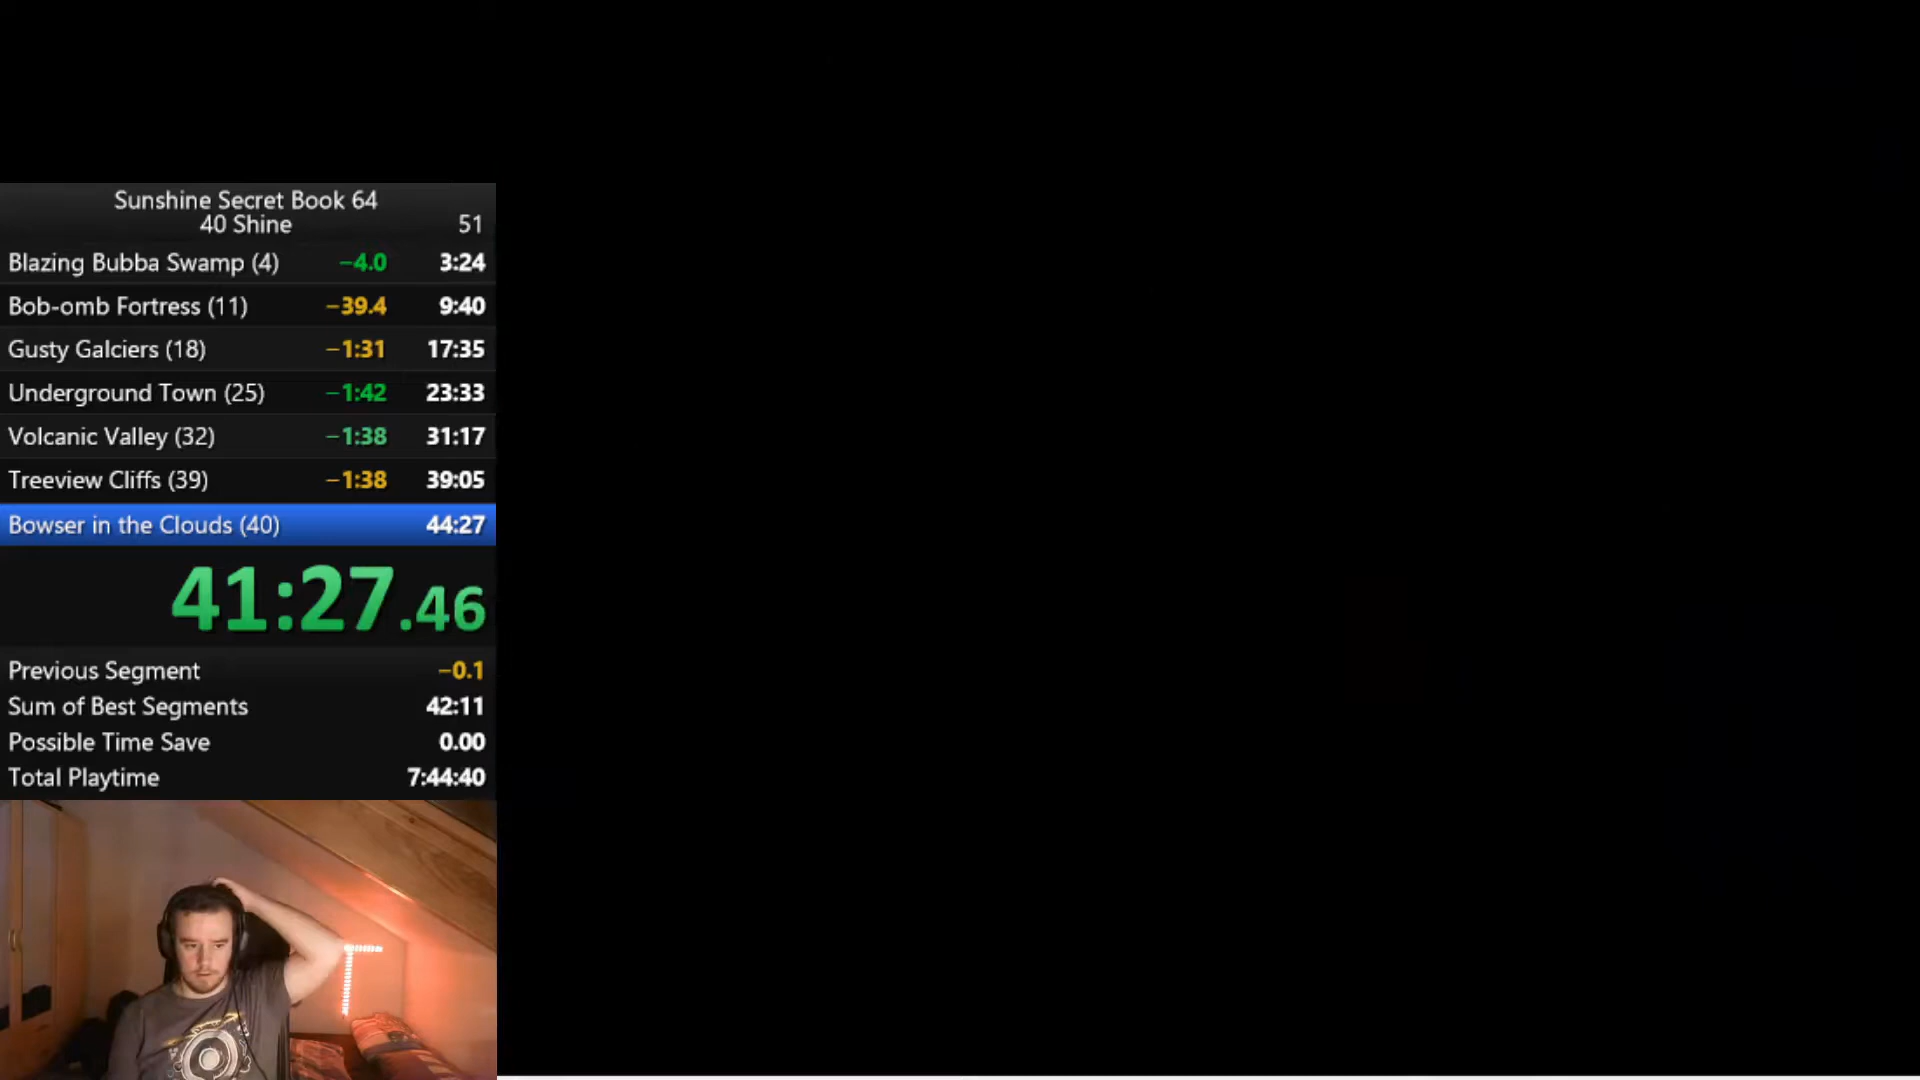 Sunshine Secret Book 64
40 Shine 51
Blazing Bubba Swamp (4) −4.0 3:24
Bob-omb Fortress (11) −39.4 9:40
Gusty Galciers (18) −1:31 17:35
Underground Town (25) −1:42 23:33
Volcanic Valley (32) −1:38 31:17
Treeview Cliffs (39) −1:38 39:05
Bowser in the Clouds (40) 44:27
41:27.46
Previous Segment −0.1
Sum of Best Segments 42:11
Possible Time Save 0.00
Total Playtime 7:44:40